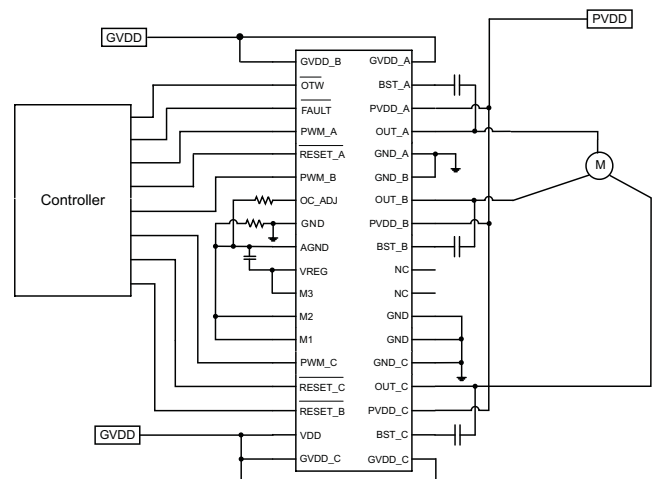 GVDD
PVDD
Controller
M
GVDD
GVDD_B
OTW
FAULT
PWM_A
RESET_A
PWM_B
OC_ADJ
GND
AGND
VREG
M3
M2
M1
PWM_C
RESET_C
RESET_B
VDD
GVDD_C
GVDD_A
BST_A
PVDD_A
OUT_A
GND_A
GND_B
OUT_B
PVDD_B
BST_B
NC
NC
GND
GND
GND_C
OUT_C
PVDD_C
BST_C
GVDD_C